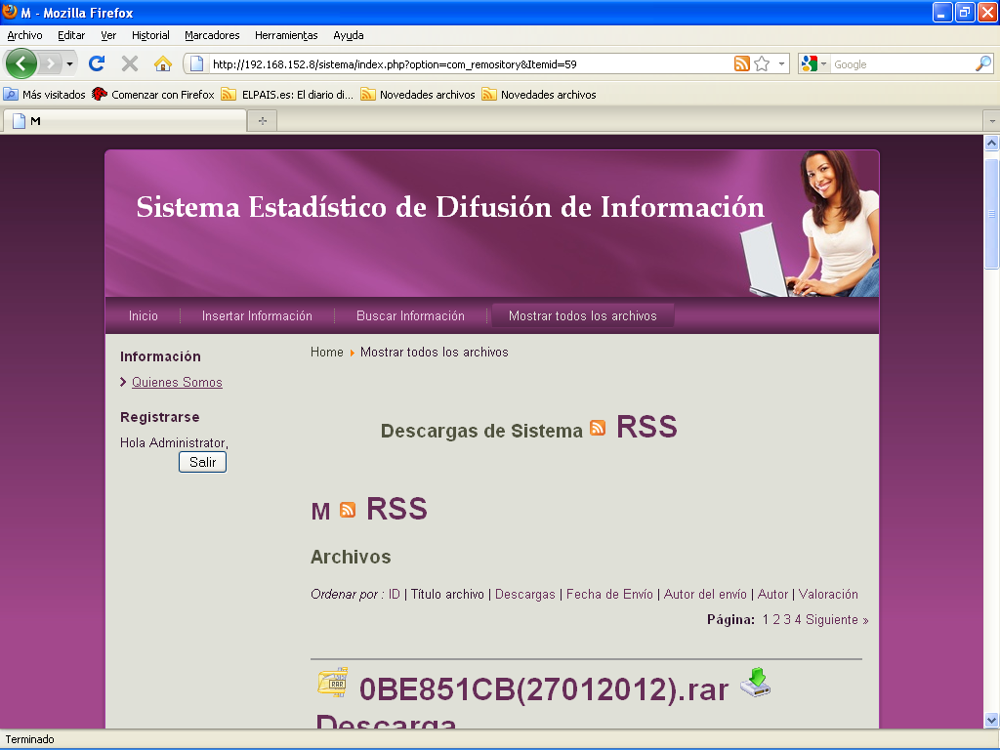 M - Mozilla Firefox
Archivo Editar Ver Historial Marcadores Herramientas Ayuda
http://192.168.152.8/sistema/index.php?option=com_remository&Itemid=59
Google
Más visitados Comenzar con Firefox ELPAIS.es: El diario di... Novedades archivos Novedades archivos
M
Sistema Estadístico de Difusión de Información
Inicio Insertar Información Buscar Información Mostrar todos los archivos
Información
Quienes Somos
Registrarse
Hola Administrator,
Salir
Home Mostrar todos los archivos
Descargas de Sistema RSS
M RSS
Archivos
Ordenar por : ID | Título archivo | Descargas | Fecha de Envío | Autor del envío | Autor | Valoración
Página: 1 2 3 4 Siguiente »
RAR
0BE851CB(27012012).rar
Descarga
Terminado